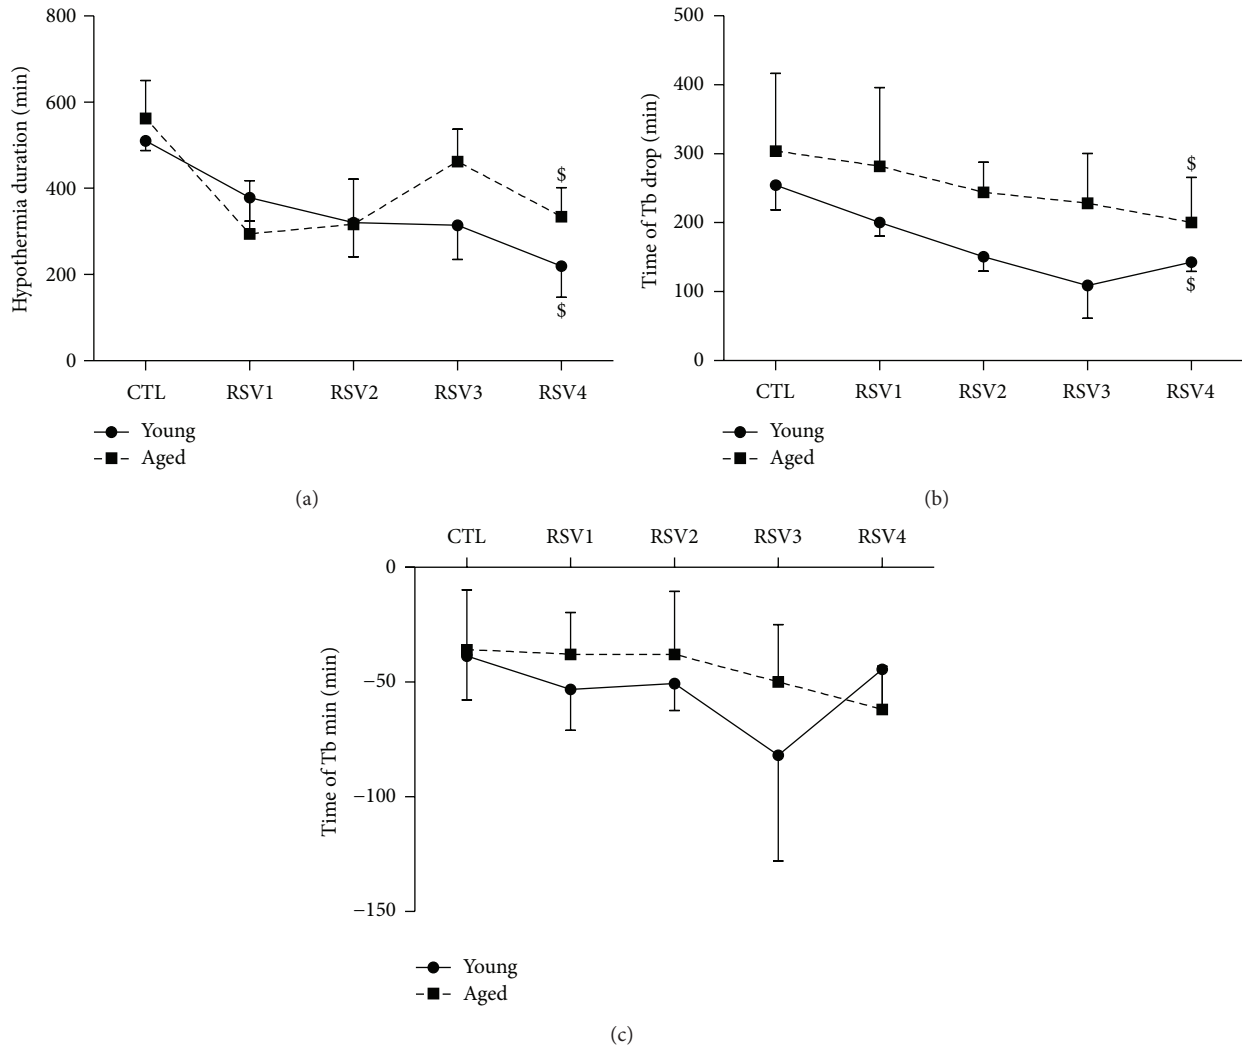 Hypothermia duration (min)
800
600
400
200
0
$
$
CTL RSV1 RSV2 RSV3 RSV4
Young
Aged
(a)
Time of Tb drop (min)
500
400
300
200
100
0
$
$
CTL RSV1 RSV2 RSV3 RSV4
Young
Aged
(b)
CTL RSV1 RSV2 RSV3 RSV4
Time of Tb min (min)
0
−50
−100
−150
Young
Aged
(c)